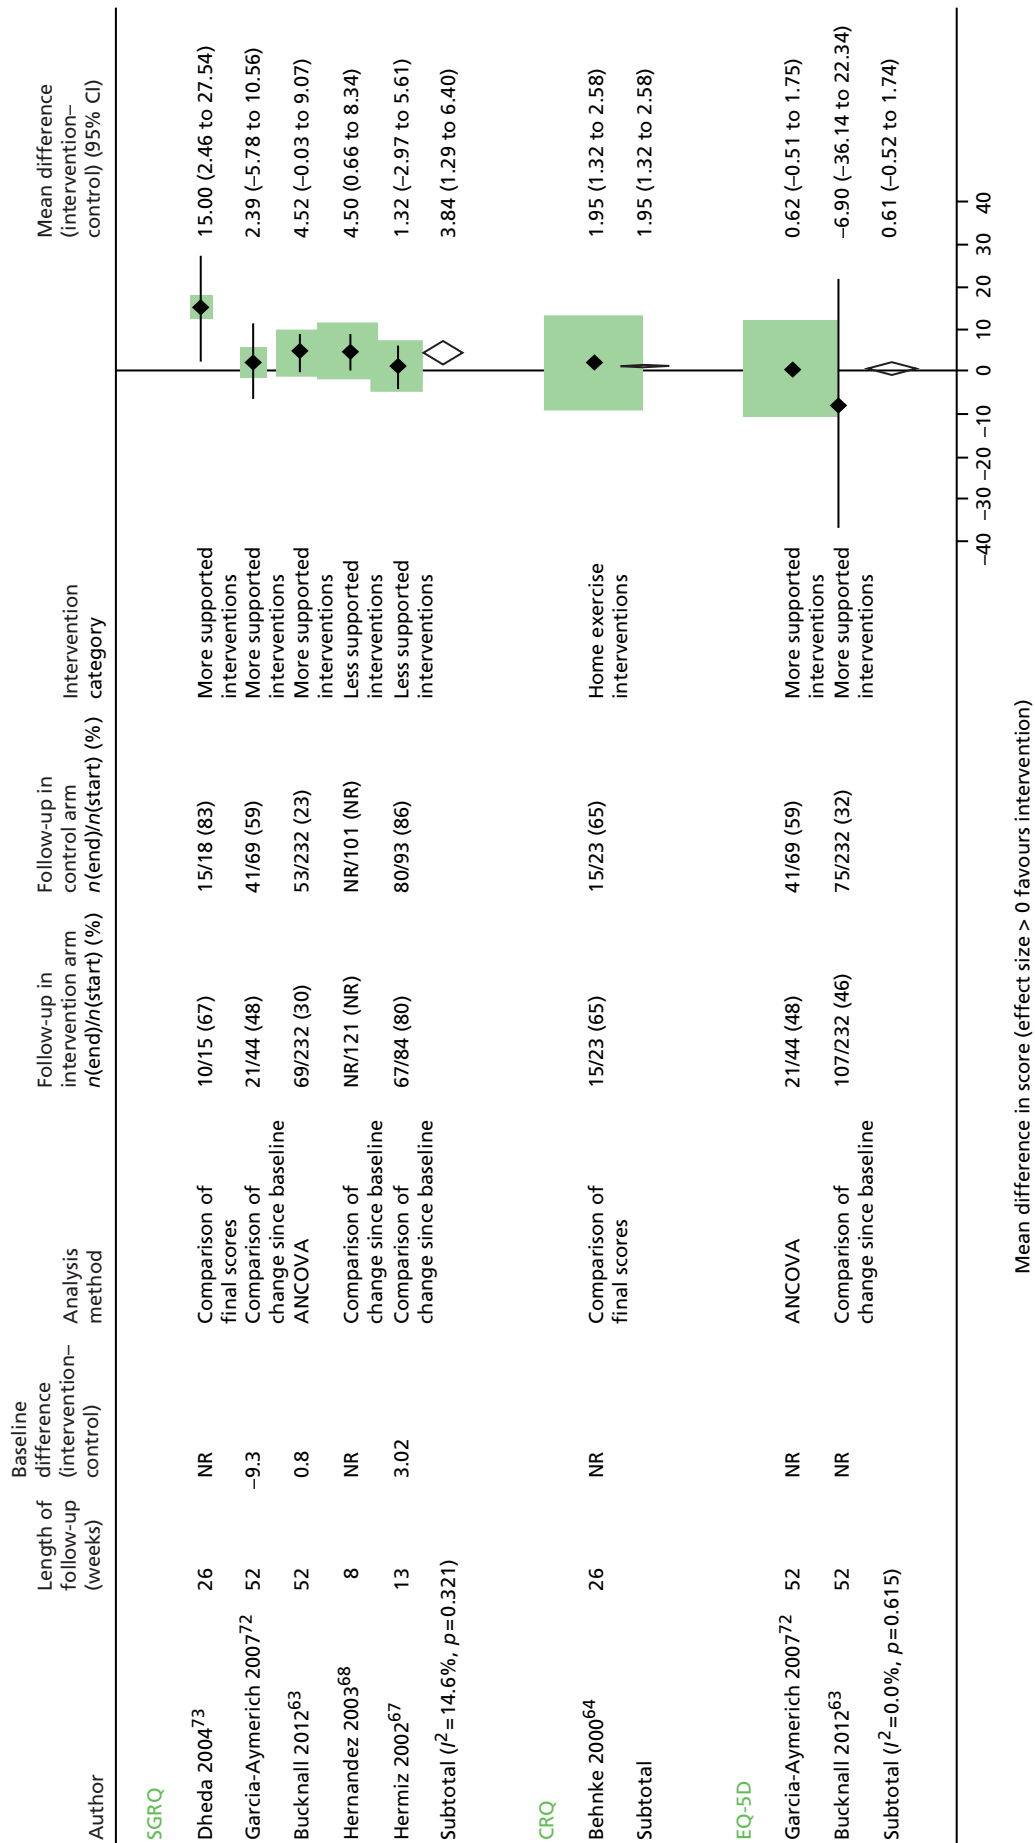 Author
Length of
follow-up
(weeks)
Baseline
difference
(intervention–
control)
Analysis
method
Follow-up in
intervention arm
n(end)/n(start) (%)
Follow-up in
control arm
n(end)/n(start) (%)
Intervention
category
Mean difference
(intervention–
control) (95% CI)
SGRQ
Dheda 2004⁷³ 26 NR Comparison of final scores 10/15 (67) 15/18 (83) More supported interventions 15.00 (2.46 to 27.54)
Garcia-Aymerich 2007⁷² 52 −9.3 Comparison of change since baseline 21/44 (48) 41/69 (59) More supported interventions 2.39 (−5.78 to 10.56)
Bucknall 2012⁶³ 52 0.8 ANCOVA 69/232 (30) 53/232 (23) More supported interventions 4.52 (−0.03 to 9.07)
Hernandez 2003⁶⁸ 8 NR Comparison of change since baseline NR/121 (NR) NR/101 (NR) Less supported interventions 4.50 (0.66 to 8.34)
Hermiz 2002⁶⁷ 13 3.02 Comparison of change since baseline 67/84 (80) 80/93 (86) Less supported interventions 1.32 (−2.97 to 5.61)
Subtotal (I²=14.6%, p=0.321) 3.84 (1.29 to 6.40)
CRQ
Behnke 2000⁶⁴ 26 NR Comparison of final scores 15/23 (65) 15/23 (65) Home exercise interventions 1.95 (1.32 to 2.58)
Subtotal 1.95 (1.32 to 2.58)
EQ-5D
Garcia-Aymerich 2007⁷² 52 NR ANCOVA 21/44 (48) 41/69 (59) More supported interventions 0.62 (−0.51 to 1.75)
Bucknall 2012⁶³ 52 NR Comparison of change since baseline 107/232 (46) 75/232 (32) More supported interventions −6.90 (−36.14 to 22.34)
Subtotal (I²=0.0%, p=0.615) 0.61 (−0.52 to 1.74)
−40 −30 −20 −10 0 10 20 30 40
Mean difference in score (effect size > 0 favours intervention)